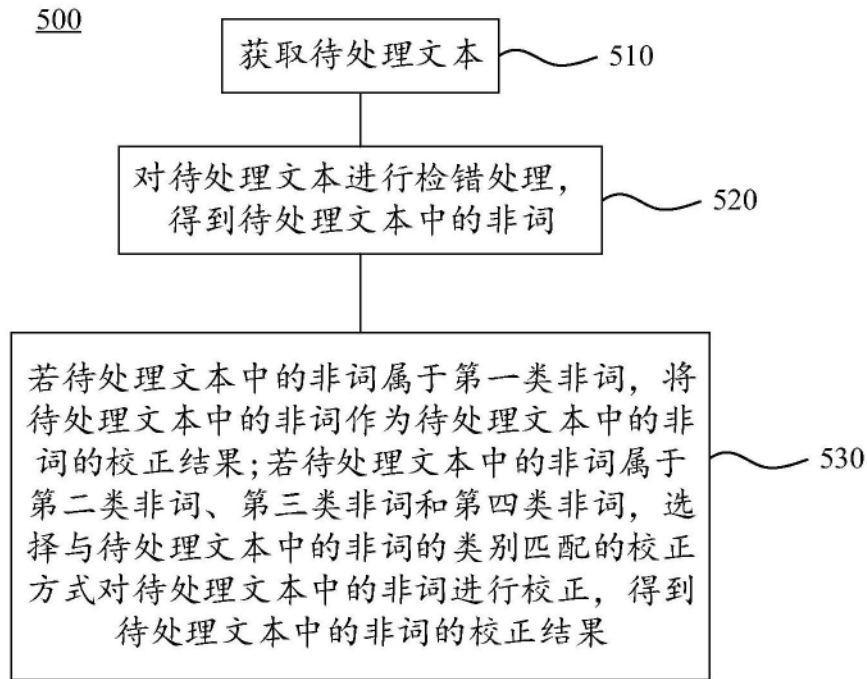 500
获取待处理文本
510
对待处理文本进行检错处理，
得到待处理文本中的非词
520
若待处理文本中的非词属于第一类非词，将
待处理文本中的非词作为待处理文本中的非
词的校正结果;若待处理文本中的非词属于
第二类非词、第三类非词和第四类非词，选
择与待处理文本中的非词的类别匹配的校正
方式对待处理文本中的非词进行校正，得到
待处理文本中的非词的校正结果
530